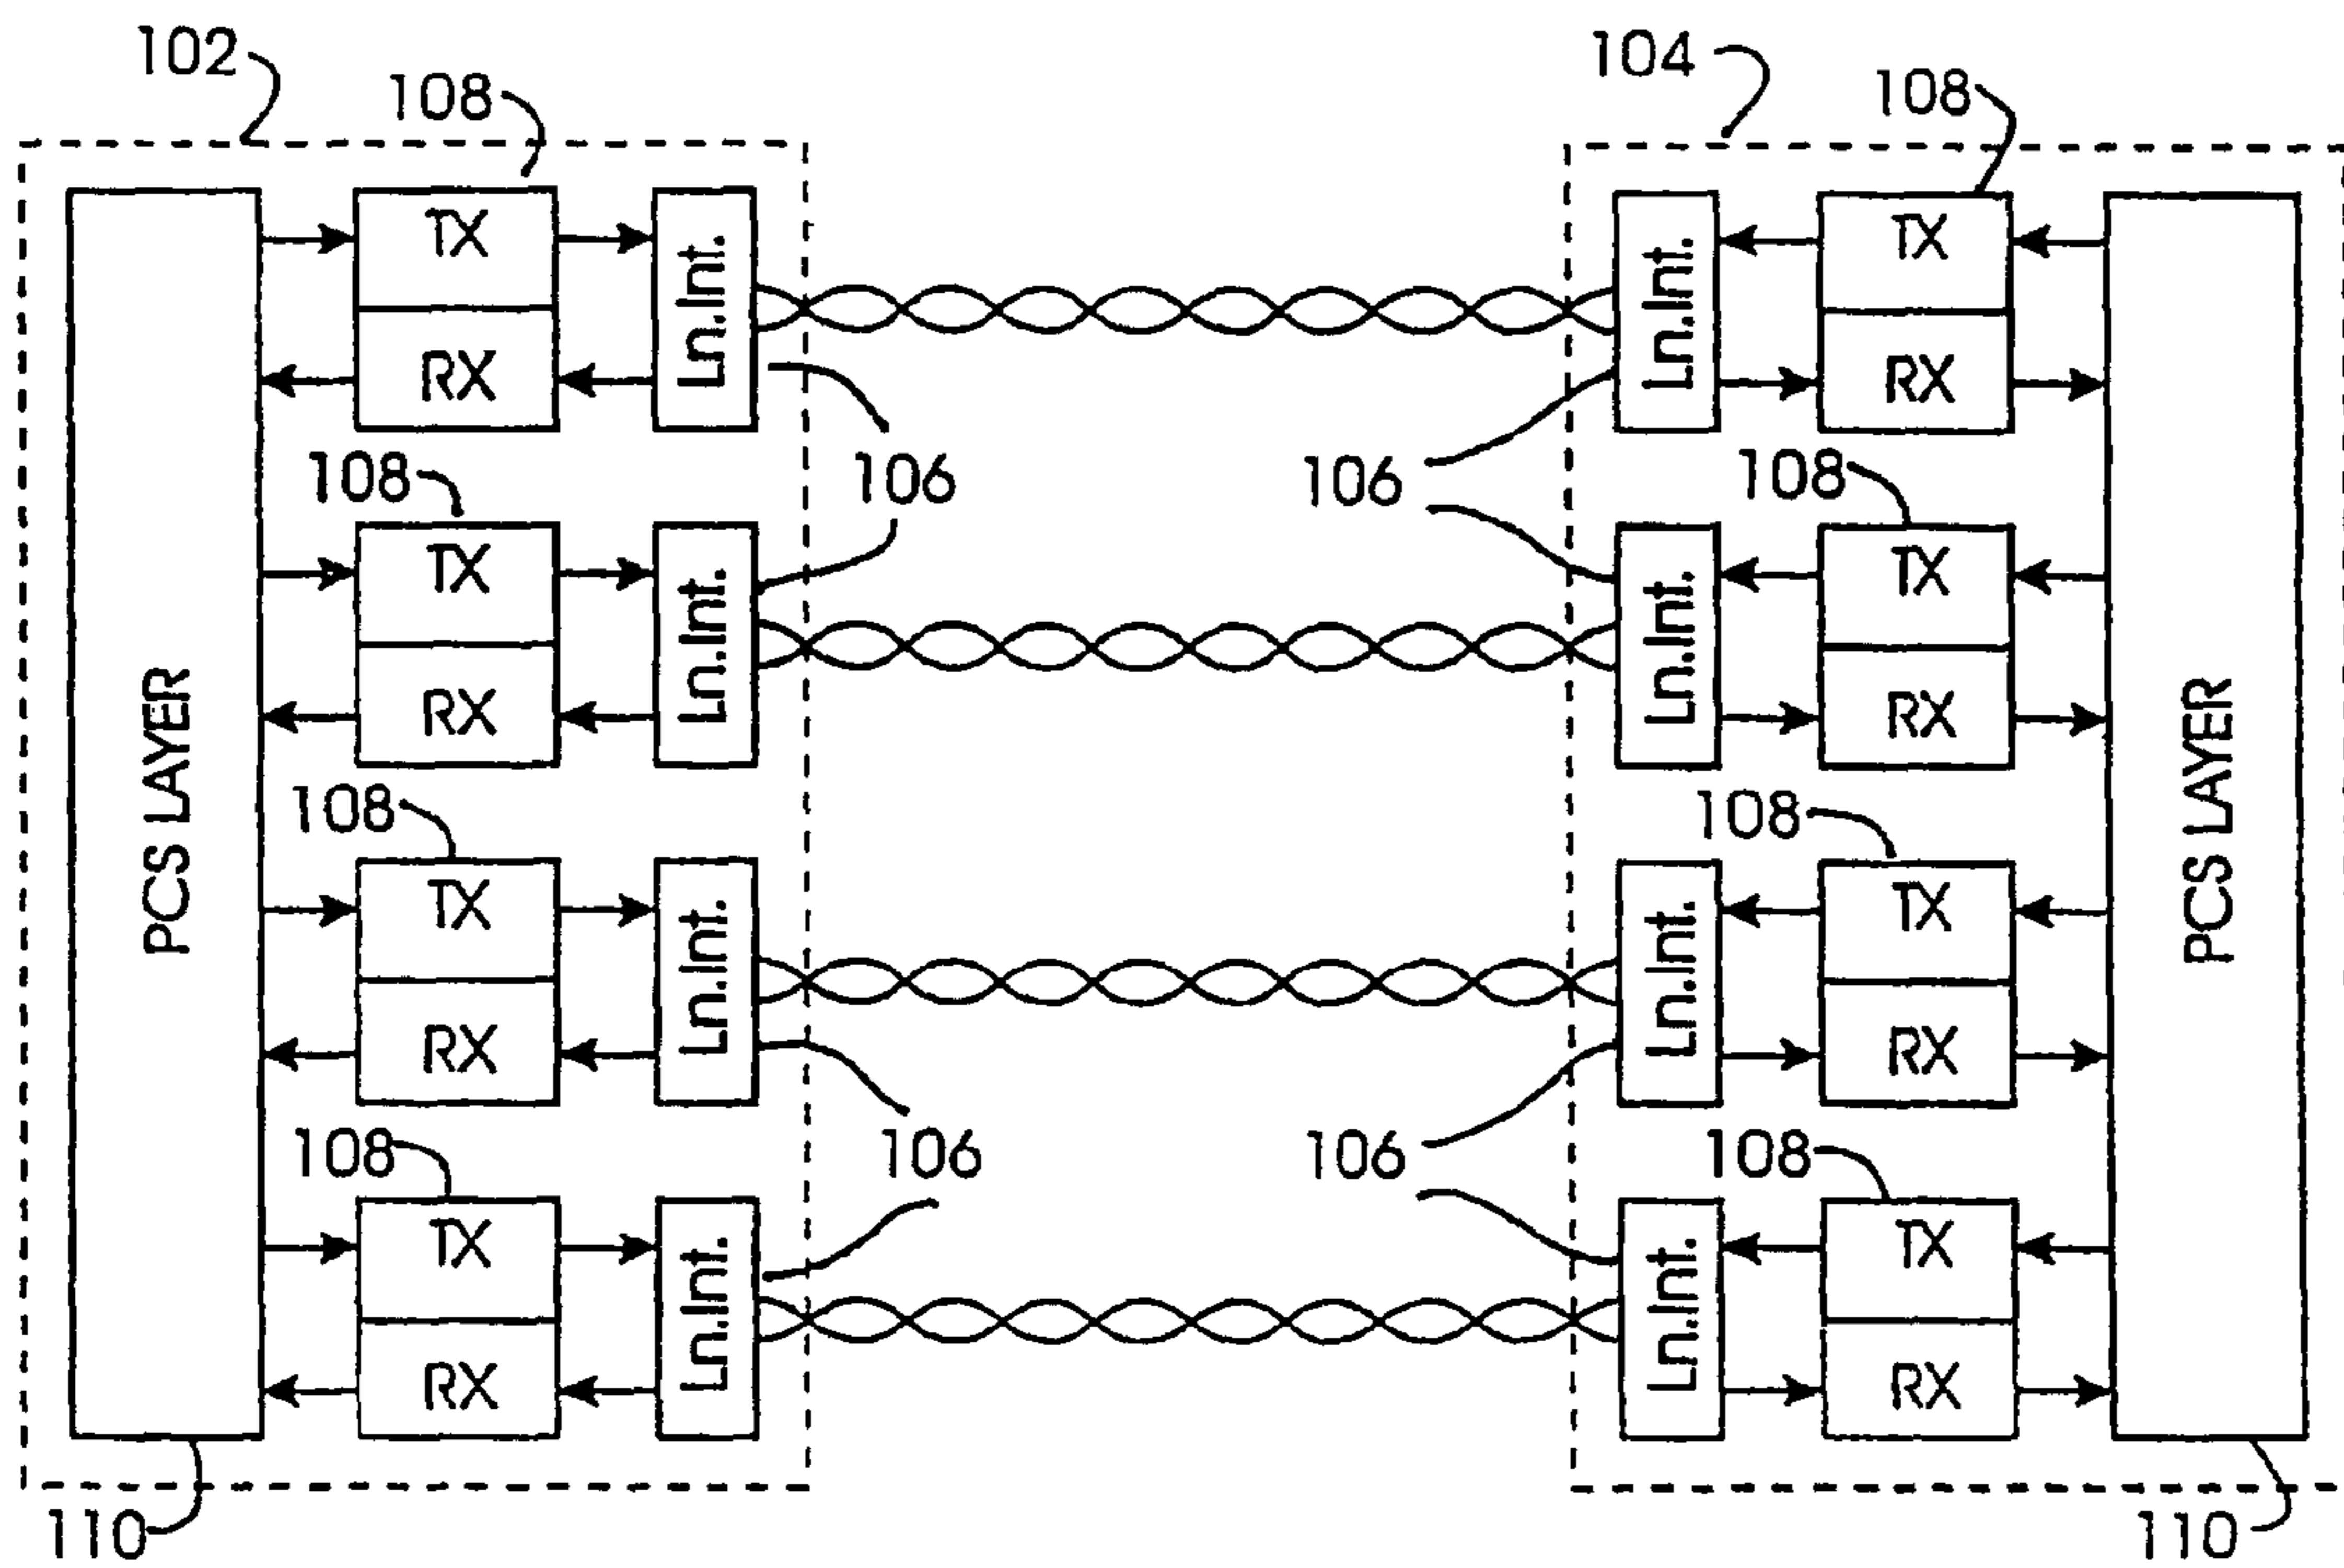 102
108
104
108
TX
RX
Ln.Int.
Ln.Int.
TX
RX
108
106
106
108
TX
RX
Ln.Int.
Ln.Int.
TX
RX
PCS LAYER
PCS LAYER
108
108
TX
RX
Ln.Int.
Ln.Int.
TX
RX
108
106
106
108
TX
RX
Ln.Int.
Ln.Int.
TX
RX
110
110